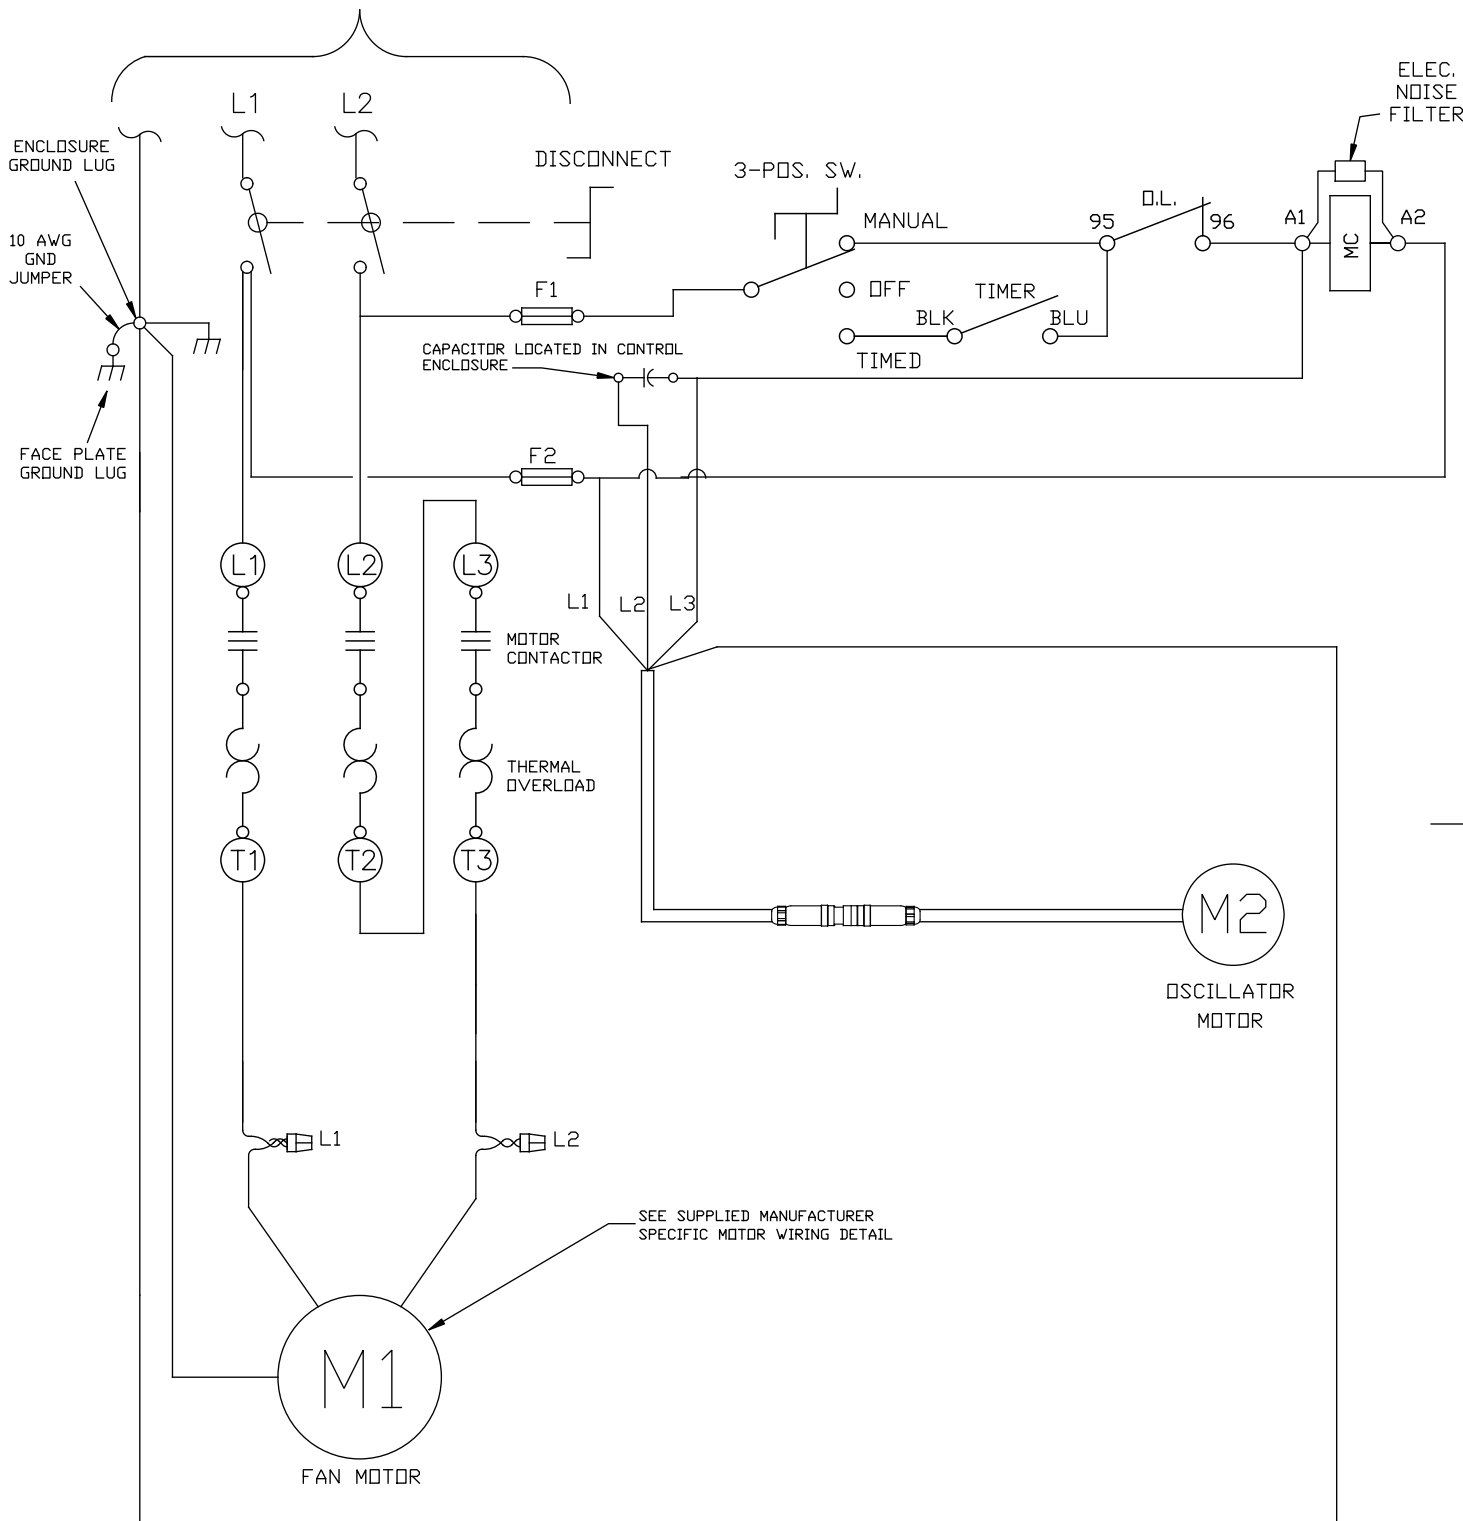 L1
L2
ELEC.
NOISE
FILTER
ENCLOSURE
GROUND LUG
DISCONNECT
3-POS. SW.
MANUAL
95
O.L.
96
A1
MC
A2
10 AWG
GND
JUMPER
F1
OFF
TIMER
BLK
BLU
TIMED
CAPACITOR LOCATED IN CONTROL
ENCLOSURE
FACE PLATE
GROUND LUG
F2
L1
L2
L3
L1
L2
L3
MOTOR
CONTACTOR
THERMAL
OVERLOAD
T1
T2
T3
M2
OSCILLATOR
MOTOR
L1
L2
SEE SUPPLIED MANUFACTURER
SPECIFIC MOTOR WIRING DETAIL
M1
FAN MOTOR